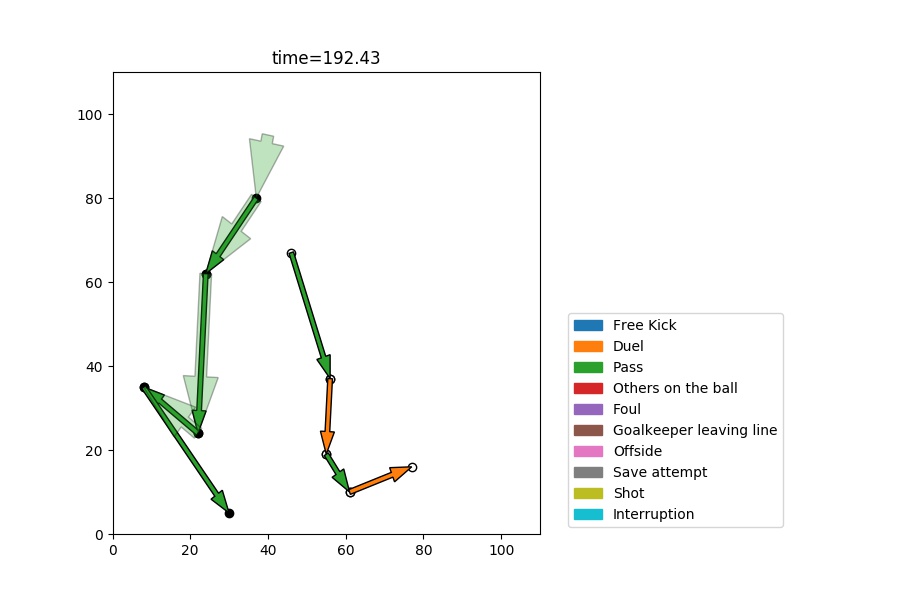 time=192.43
100
80
60
40
20
0
0 20 40 60 80 100
Free Kick
Duel
Pass
Others on the ball
Foul
Goalkeeper leaving line
Offside
Save attempt
Shot
Interruption